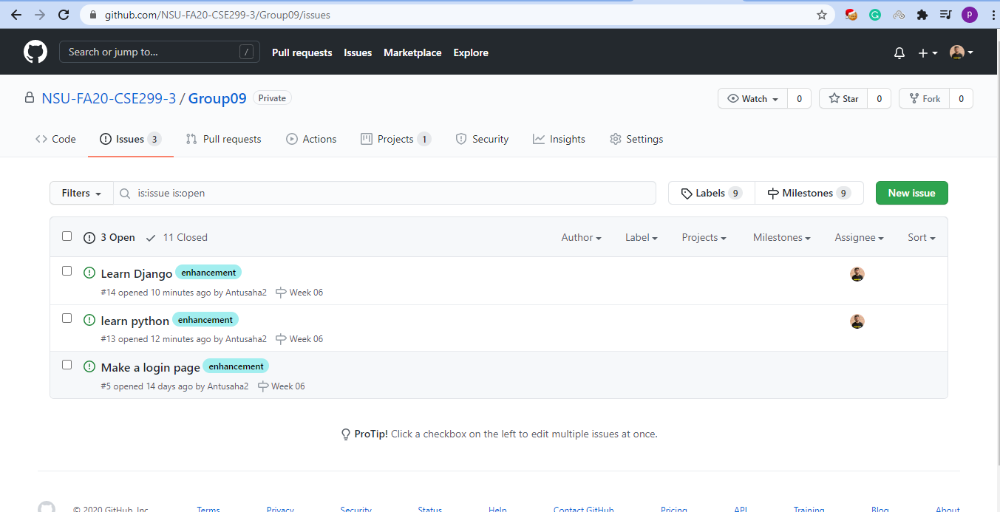 github.com/NSU-FA20-CSE299-3/Group09/issues
P
Search or jump to... / Pull requests Issues Marketplace Explore
NSU-FA20-CSE299-3 / Group09 Private Watch 0 Star 0 Fork 0
Code Issues 3 Pull requests Actions Projects 1 Security Insights Settings
Filters is:issue is:open Labels 9 Milestones 9 New issue
3 Open 11 Closed Author Label Projects Milestones Assignee Sort
Learn Django enhancement
#14 opened 10 minutes ago by Antusaha2 Week 06
learn python enhancement
#13 opened 12 minutes ago by Antusaha2 Week 06
Make a login page enhancement
#5 opened 14 days ago by Antusaha2 Week 06
ProTip! Click a checkbox on the left to edit multiple issues at once.
© 2020 GitHub, Inc. Terms Privacy Security Status Help Contact GitHub Pricing API Training Blog About